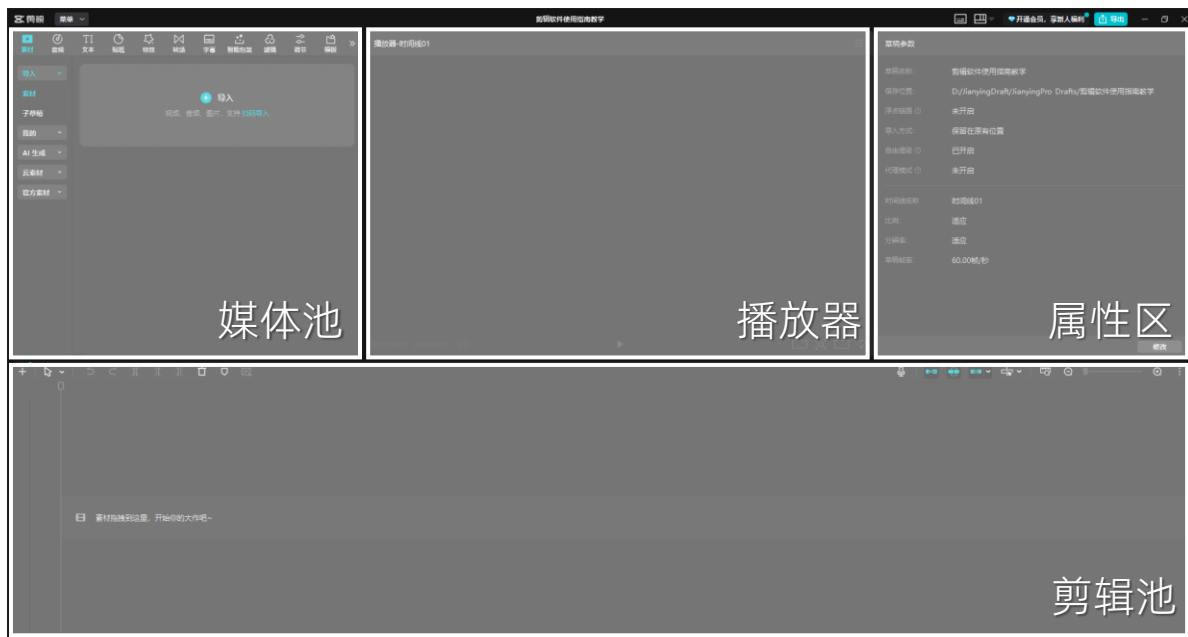 剪映 菜单
剪辑软件使用指南教学
开通会员，享新人福利 导出
素材 音频 文本 贴纸 特效 转场 字幕 智能包装 滤镜 调节 模板
导入
素材
子草稿
我的
AI 生成
云素材
官方素材
导入
视频、音频、图片，支持 扫码导入
媒体池
播放器-时间线01
播放器
草稿参数
草稿名称： 剪辑软件使用指南教学
保存位置： D:/JianyingDraft/JianyingPro Drafts/剪辑软件使用指南教学
未开启
导入方式： 保留在原有位置
自由图层 已开启
代理模式 未开启
时间线名称 时间线01
比例： 适应
分辨率： 适应
草稿帧率： 60.00帧/秒
属性区
修改
素材拖拽到这里，开始你的大作吧~
剪辑池